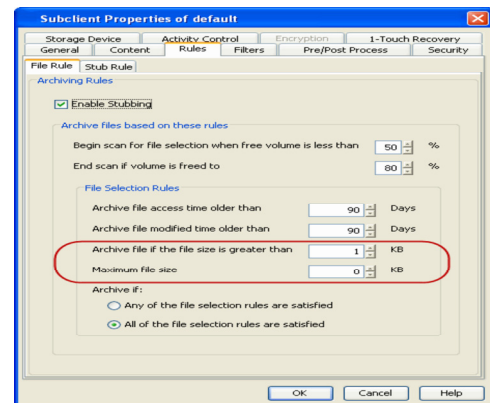 Subclient Properties of default
Storage Device Activity Control Encryption 1-Touch Recovery
General Content Rules Filters Pre/Post Process Security
File Rule Stub Rule
Archiving Rules
Enable Stubbing
Archive files based on these rules
Begin scan for file selection when free volume is less than 50 %
End scan if volume is freed to 80 %
File Selection Rules
Archive file access time older than 90 Days
Archive file modified time older than 90 Days
Archive file if the file size is greater than 1 KB
Maximum file size 0 KB
Archive if:
Any of the file selection rules are satisfied
All of the file selection rules are satisfied
OK Cancel Help